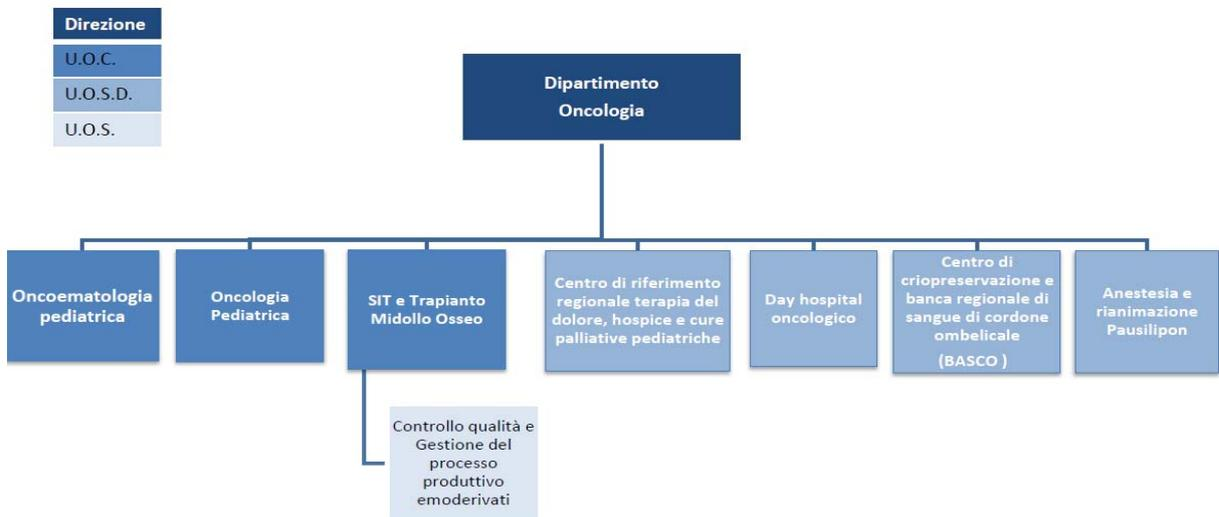 Direzione
U.O.C.
U.O.S.D.
U.O.S.
Dipartimento
Oncologia
Oncoematologia
pediatrica
Oncologia
Pediatrica
SIT e Trapianto
Midollo Osseo
Centro di riferimento
regionale terapia del
dolore, hospice e cure
palliative pediatriche
Day hospital
oncologico
Centro di
criopreservazione e
banca regionale di
sangue di cordone
ombelicale
(BASCO )
Anestesia e
rianimazione
Pausilipon
Controllo qualità e
Gestione del
processo
produttivo
emoderivati